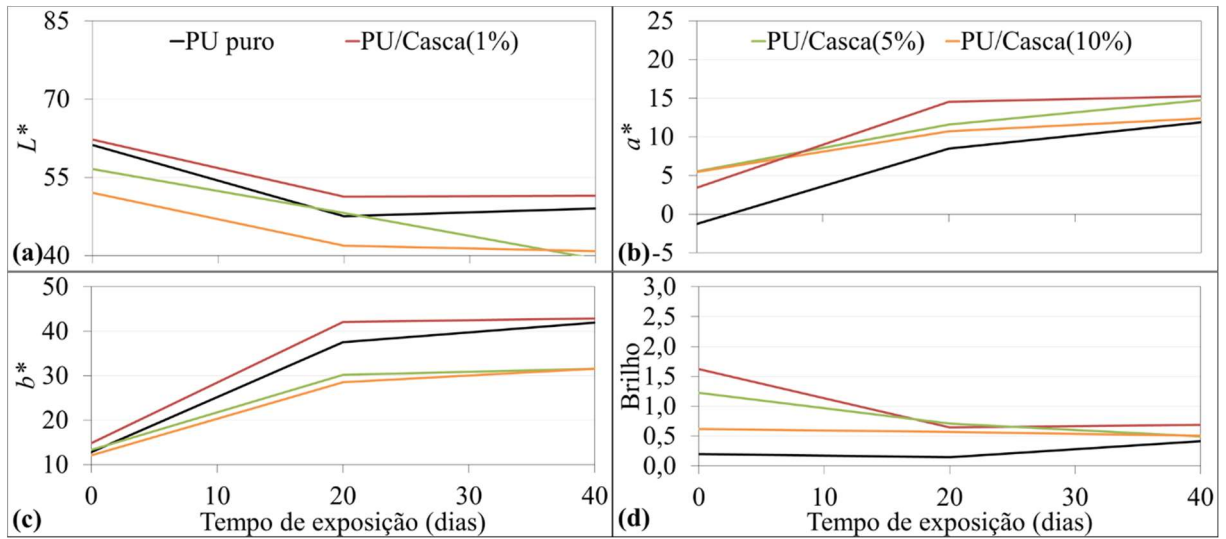 85
70
55
40
L*
PU puro
PU/Casca(1%)
(a)
25
20
15
10
5
0
-5
a*
PU/Casca(5%)
PU/Casca(10%)
(b)
50
40
30
20
10
b*
0 10 20 30 40
Tempo de exposição (dias)
(c)
3,0
2,5
2,0
1,5
1,0
0,5
0,0
Brilho
0 10 20 30 40
Tempo de exposição (dias)
(d)